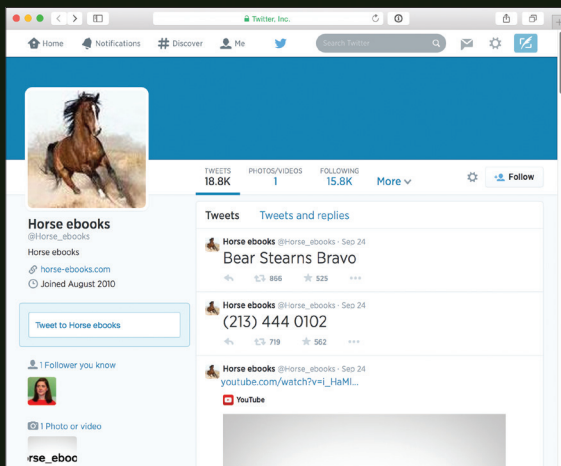 Twitter, Inc.
Home Notifications Discover Me Search Twitter
TWEETS PHOTOS/VIDEOS FOLLOWING
18.8K 1 15.8K More
Follow
Horse ebooks
@Horse_ebooks
Horse ebooks
horse-ebooks.com
Joined August 2010
Tweet to Horse ebooks
1 Follower you know
1 Photo or video
rse_eboo
Tweets Tweets and replies
Horse ebooks @Horse_ebooks · Sep 24
Bear Stearns Bravo
866 525
Horse ebooks @Horse_ebooks · Sep 24
(213) 444 0102
719 562
Horse ebooks @Horse_ebooks · Sep 24
youtube.com/watch?v=i_HaMl...
YouTube